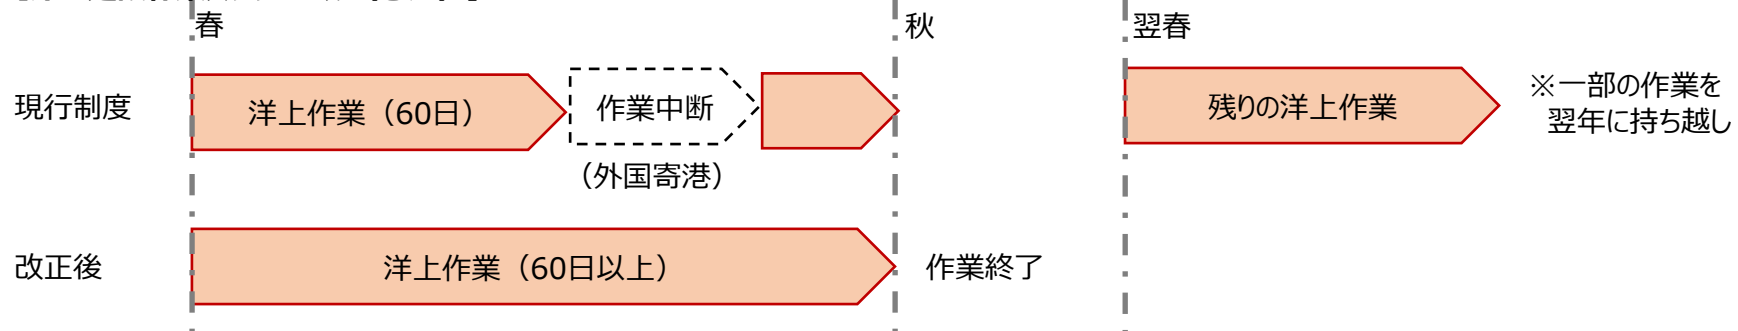 春
秋
翌春
現行制度
洋上作業（60日）
作業中断
（外国寄港）
残りの洋上作業
※一部の作業を
翌年に持ち越し
改正後
洋上作業（60日以上）
作業終了